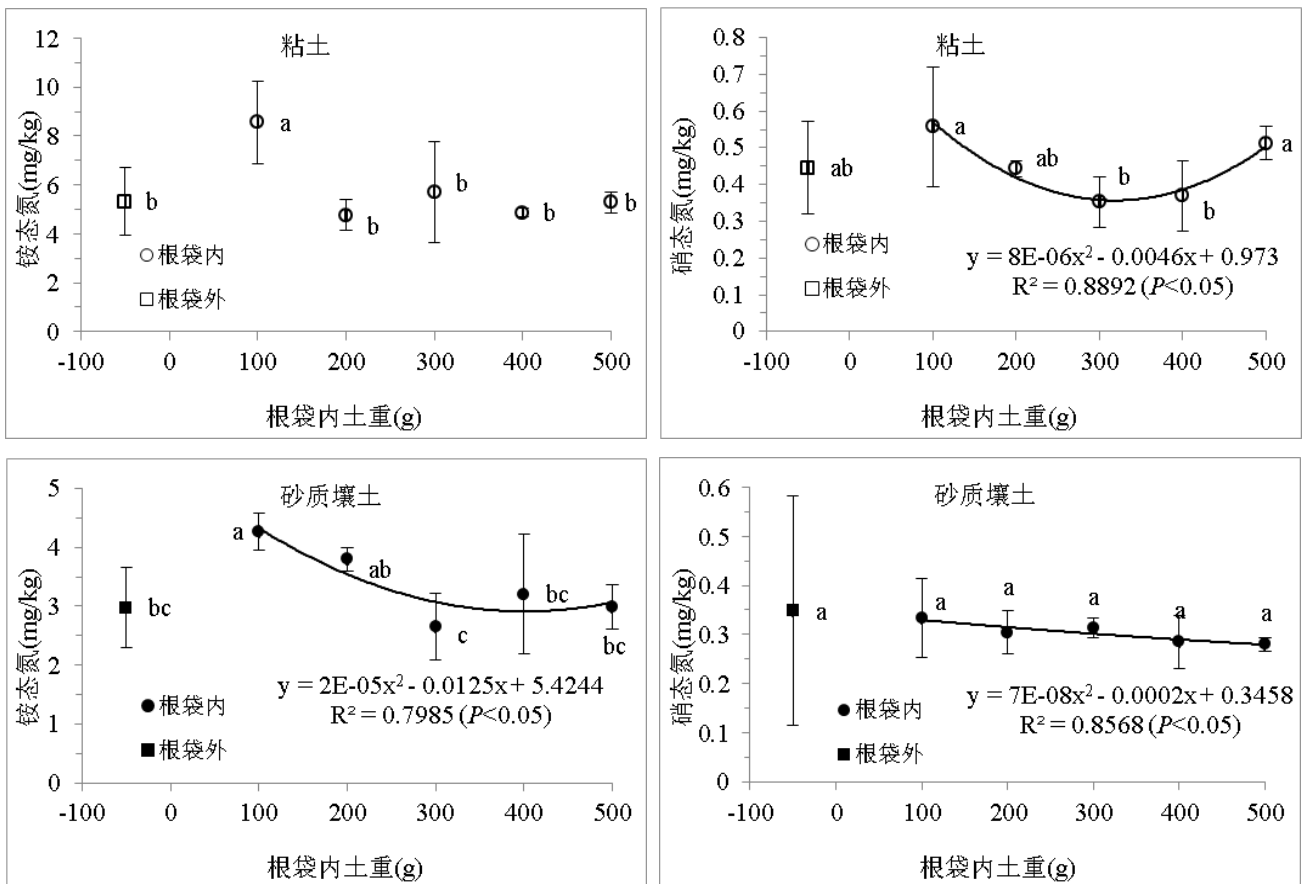 粘土
铵态氮(mg/kg)
12
10
8
6
4
2
0
a
b
b
b
b
b
根袋内
根袋外
-100 0 100 200 300 400 500
根袋内土重(g)
粘土
硝态氮(mg/kg)
0.8
0.7
0.6
0.5
0.4
0.3
0.2
0.1
0
ab
a
ab
b
b
a
根袋内
根袋外
y = 8E-06x² - 0.0046x + 0.973
R² = 0.8892 (P<0.05)
-100 0 100 200 300 400 500
根袋内土重(g)
砂质壤土
铵态氮(mg/kg)
5
4
3
2
1
0
bc
a
ab
c
bc
bc
y = 2E-05x² - 0.0125x + 5.4244
R² = 0.7985 (P<0.05)
根袋内
根袋外
-100 0 100 200 300 400 500
根袋内土重(g)
砂质壤土
硝态氮(mg/kg)
0.6
0.5
0.4
0.3
0.2
0.1
0
a
a
a
a
a
a
y = 7E-08x² - 0.0002x + 0.3458
R² = 0.8568 (P<0.05)
根袋内
根袋外
-100 0 100 200 300 400 500
根袋内土重(g)